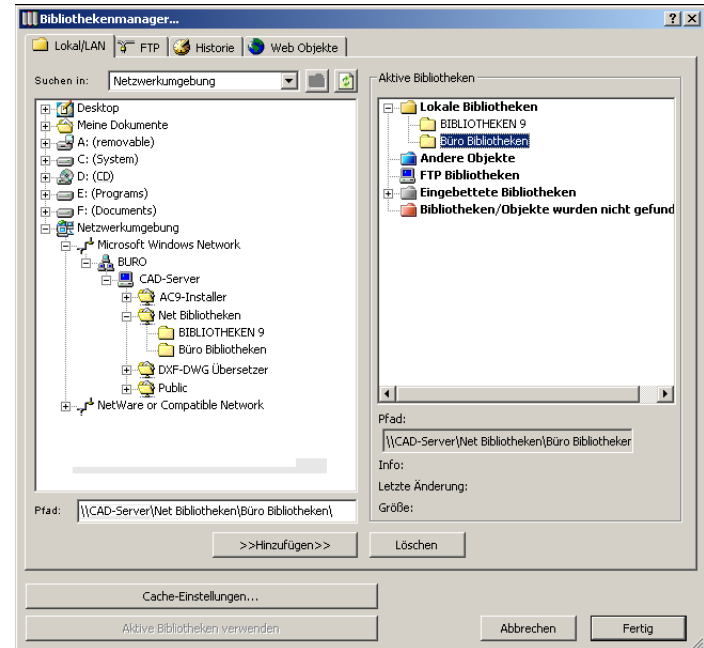 Bibliothekenmanager...
Lokal/LAN
FTP
Historie
Web Objekte
Suchen in:
Netzwerkumgebung
Desktop
Meine Dokumente
A: (removable)
C: (System)
D: (CD)
E: (Programs)
F: (Documents)
Netzwerkumgebung
Microsoft Windows Network
BURO
CAD-Server
AC9-Installer
Net Bibliotheken
BIBLIOTHEKEN 9
Büro Bibliotheken
DXF-DWG Übersetzer
Public
NetWare or Compatible Network
Pfad: \\CAD-Server\Net Bibliotheken\Büro Bibliotheken\
>>Hinzufügen>>
Aktive Bibliotheken
Lokale Bibliotheken
BIBLIOTHEKEN 9
Büro Bibliotheken
Andere Objekte
FTP Bibliotheken
Eingebettete Bibliotheken
Bibliotheken/Objekte wurden nicht gefund
Pfad:
\\CAD-Server\Net Bibliotheken\Büro Bibliotheker
Info:
Letzte Änderung:
Größe:
Löschen
Cache-Einstellungen...
Aktive Bibliotheken verwenden
Abbrechen
Fertig